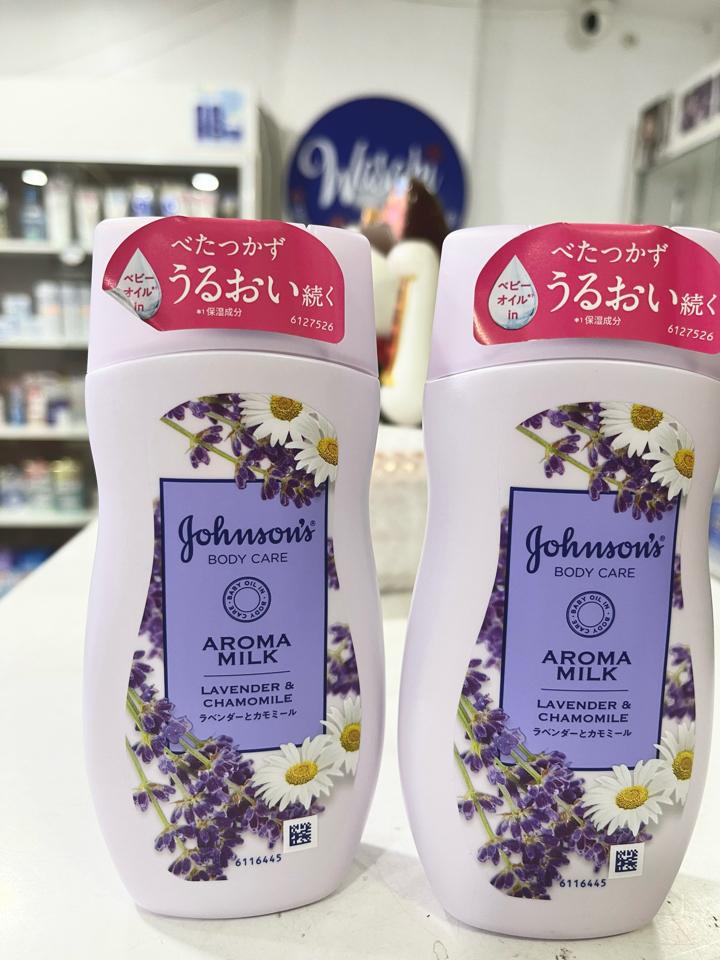 べたつかず
ベビー
オイル*1
in
うるおい続く
*1 保湿成分
6127526
Johnson's®
BODY CARE
BABY OIL IN
BODY CARE
AROMA
MILK
LAVENDER &
CHAMOMILE
ラベンダーとカモミール
6116445
べたつかず
ベビー
オイル*1
in
うるおい続く
*1 保湿成分
6127526
Johnson's®
BODY CARE
BABY OIL IN
BODY CARE
AROMA
MILK
LAVENDER &
CHAMOMILE
ラベンダーとカモミール
6116445